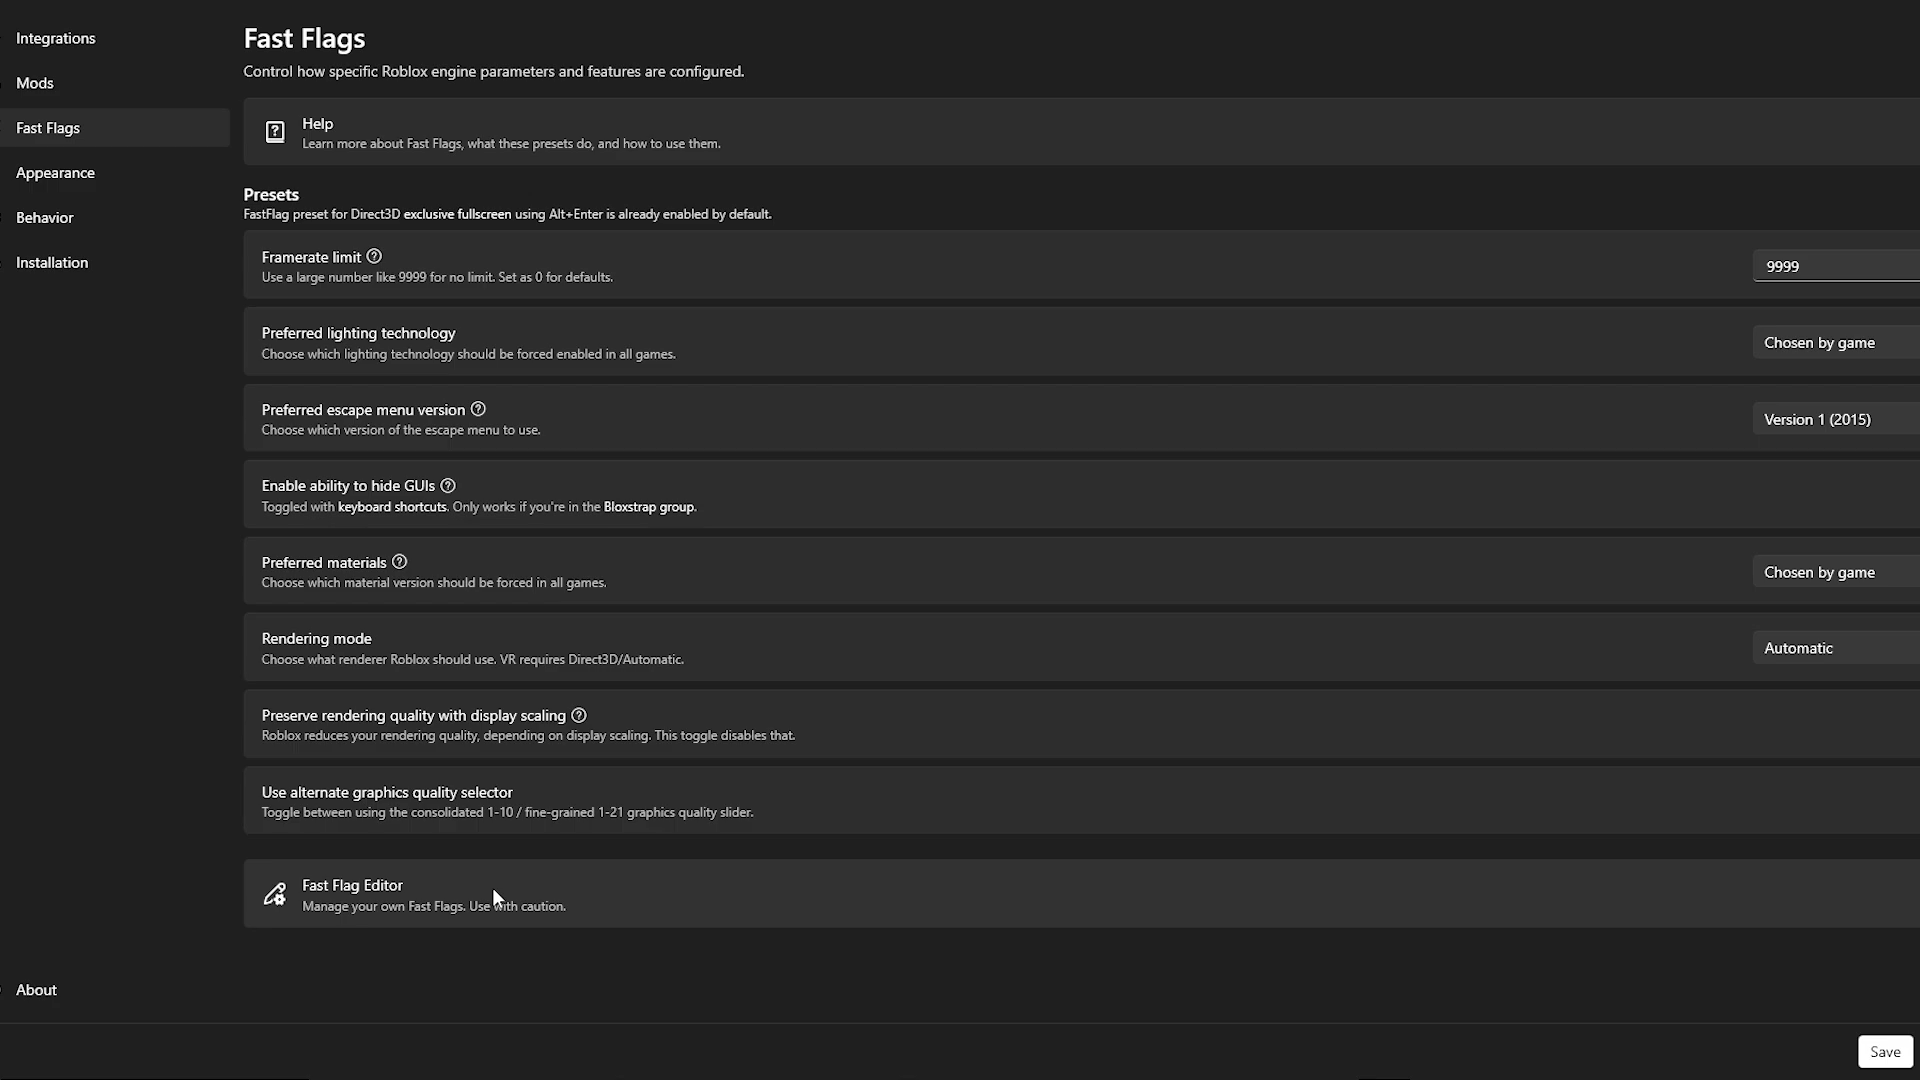 Integrations
Mods
Fast Flags
Appearance
Behavior
Installation
About
Fast Flags
Control how specific Roblox engine parameters and features are configured.
Help
Learn more about Fast Flags, what these presets do, and how to use them.
Presets
FastFlag preset for Direct3D exclusive fullscreen using Alt+Enter is already enabled by default.
Framerate limit
Use a large number like 9999 for no limit. Set as 0 for defaults.
9999
Preferred lighting technology
Choose which lighting technology should be forced enabled in all games.
Chosen by game
Preferred escape menu version
Choose which version of the escape menu to use.
Version 1 (2015)
Enable ability to hide GUIs
Toggled with keyboard shortcuts. Only works if you're in the Bloxstrap group.
Preferred materials
Choose which material version should be forced in all games.
Chosen by game
Rendering mode
Choose what renderer Roblox should use. VR requires Direct3D/Automatic.
Automatic
Preserve rendering quality with display scaling
Roblox reduces your rendering quality, depending on display scaling. This toggle disables that.
Use alternate graphics quality selector
Toggle between using the consolidated 1-10 / fine-grained 1-21 graphics quality slider.
Fast Flag Editor
Manage your own Fast Flags. Use with caution.
Save